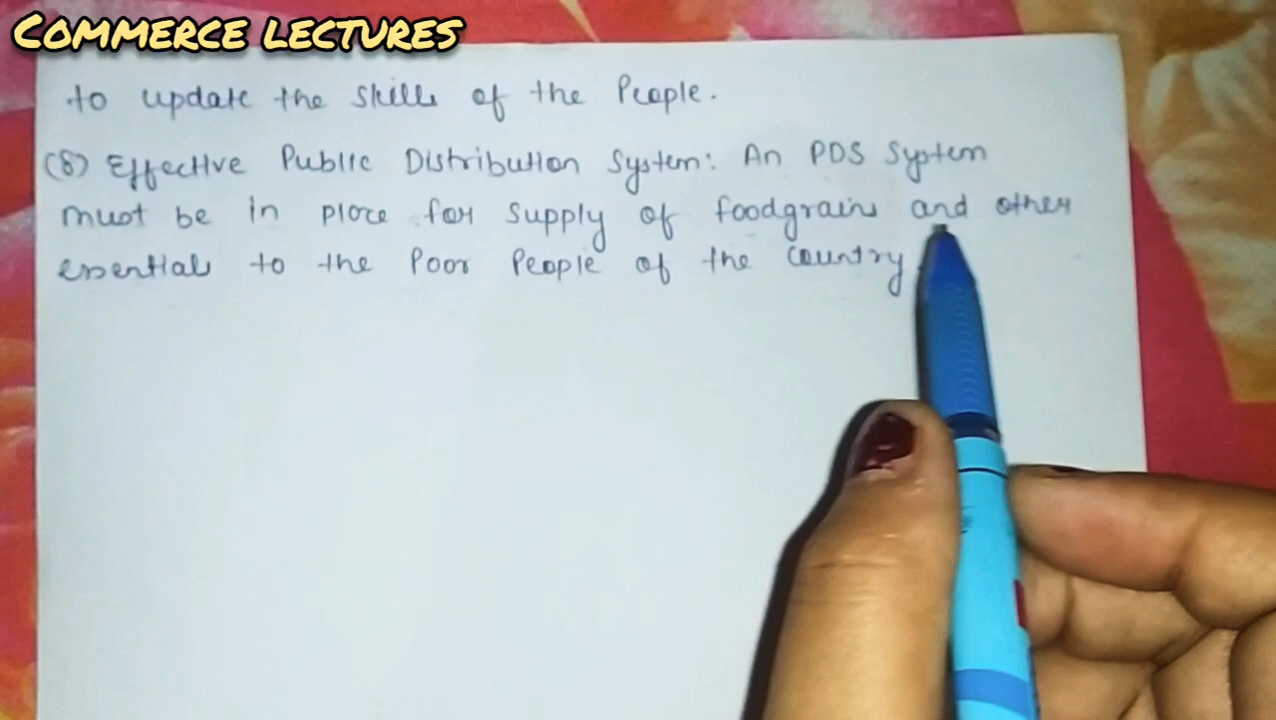 COMMERCE LECTURES
to update the skills of the People.
(8) Effective Public Distribution System: An PDS System
must be in place for supply of foodgrains and other
essentials to the Poor People of the country